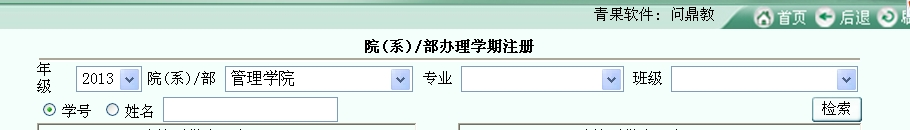 青果软件: 问鼎教
首页 后退
院(系)/部办理学期注册
年级 2013 院(系)/部 管理学院 专业 班级
学号 姓名 检索